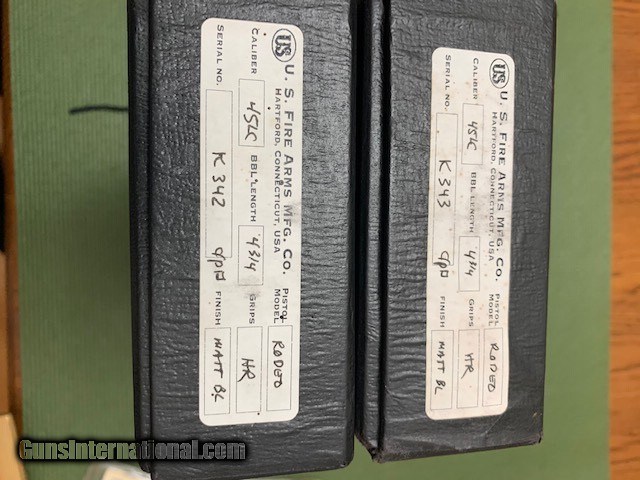 US
U. S. FIRE ARMS MFG. CO.
HARTFORD, CONNECTICUT, USA
PISTOL MODEL RODEO
CALIBER 45LC BBL. LENGTH 4 3/4 GRIPS HR
SERIAL NO. K 342 FINISH MATT BL
US
U. S. FIRE ARMS MFG. CO.
HARTFORD, CONNECTICUT, USA
PISTOL MODEL RODEO
CALIBER 45LC BBL. LENGTH 4 3/4 GRIPS HR
SERIAL NO. K 343 FINISH MATT BL
GunsInternational.com